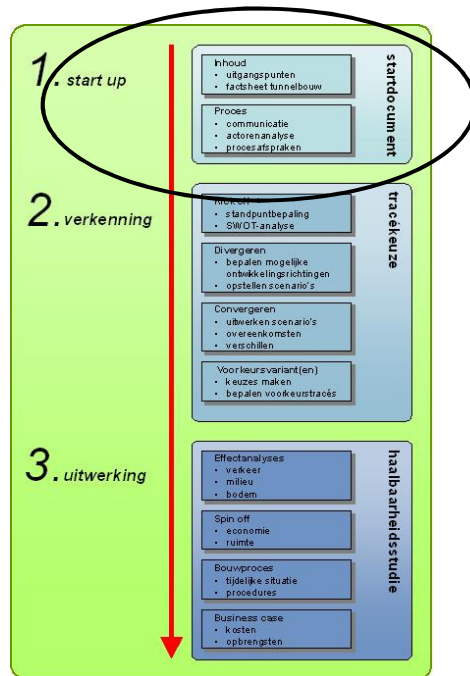 1. start up
Inhoud
• uitgangspunten
• factsheet tunnelbouw
Proces
• communicatie
• actorenanalyse
• procesafspraken
startdocument
2. verkenning
Kick off
• standpuntbepaling
• SWOT-analyse
Divergeren
• bepalen mogelijke
ontwikkelingsrichtingen
• opstellen scenario's
Convergeren
• uitwerken scenario's
• overeenkomsten
• verschillen
Voorkeursvariant(en)
• keuzes maken
• bepalen voorkeurstracés
tracékeuze
3. uitwerking
Effectanalyses
• verkeer
• milieu
• bodem
Spin off
• economie
• ruimte
Bouwproces
• tijdelijke situatie
• procedures
Business case
• kosten
• opbrengsten
haalbaarheidsstudie